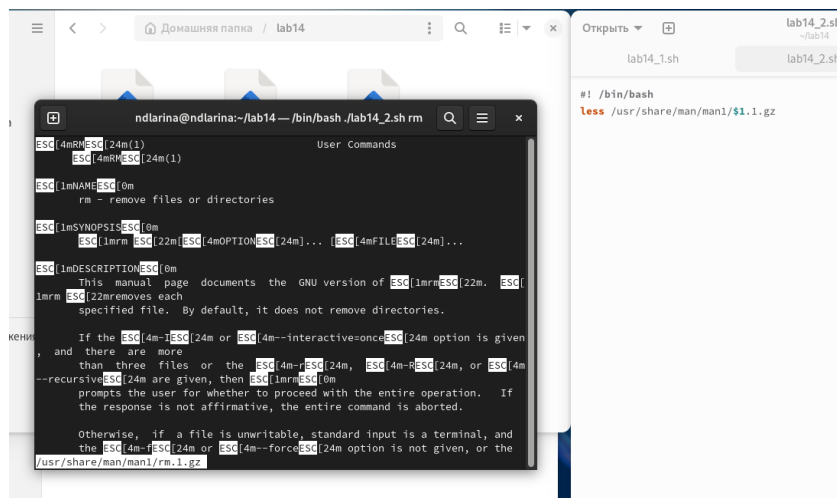 Домашняя папка / lab14
Открыть
lab14_2.sh
~/lab14
lab14_1.sh
lab14_2.sh
#! /bin/bash
less /usr/share/man/man1/$1.1.gz
ndlarina@ndlarina:~/lab14 — /bin/bash ./lab14_2.sh rm
ESC[4mRMESC[24m(1) User Commands
ESC[4mRMESC[24m(1)
ESC[1mNAMEESC[0m
rm - remove files or directories
ESC[1mSYNOPSISESC[0m
ESC[1mrm ESC[22m[ESC[4mOPTIONESC[24m]... [ESC[4mFILEESC[24m]...
ESC[1mDESCRIPTIONESC[0m
This manual page documents the GNU version of ESC[1mrmESC[22m. ESC[
1mrm ESC[22mremoves each
specified file. By default, it does not remove directories.
If the ESC[4m-IESC[24m or ESC[4m--interactive=onceESC[24m option is given
, and there are more
than three files or the ESC[4m-rESC[24m, ESC[4m-RESC[24m, or ESC[4m
--recursiveESC[24m are given, then ESC[1mrmESC[0m
prompts the user for whether to proceed with the entire operation. If
the response is not affirmative, the entire command is aborted.
Otherwise, if a file is unwritable, standard input is a terminal, and
the ESC[4m-fESC[24m or ESC[4m--forceESC[24m option is not given, or the
/usr/share/man/man1/rm.1.gz